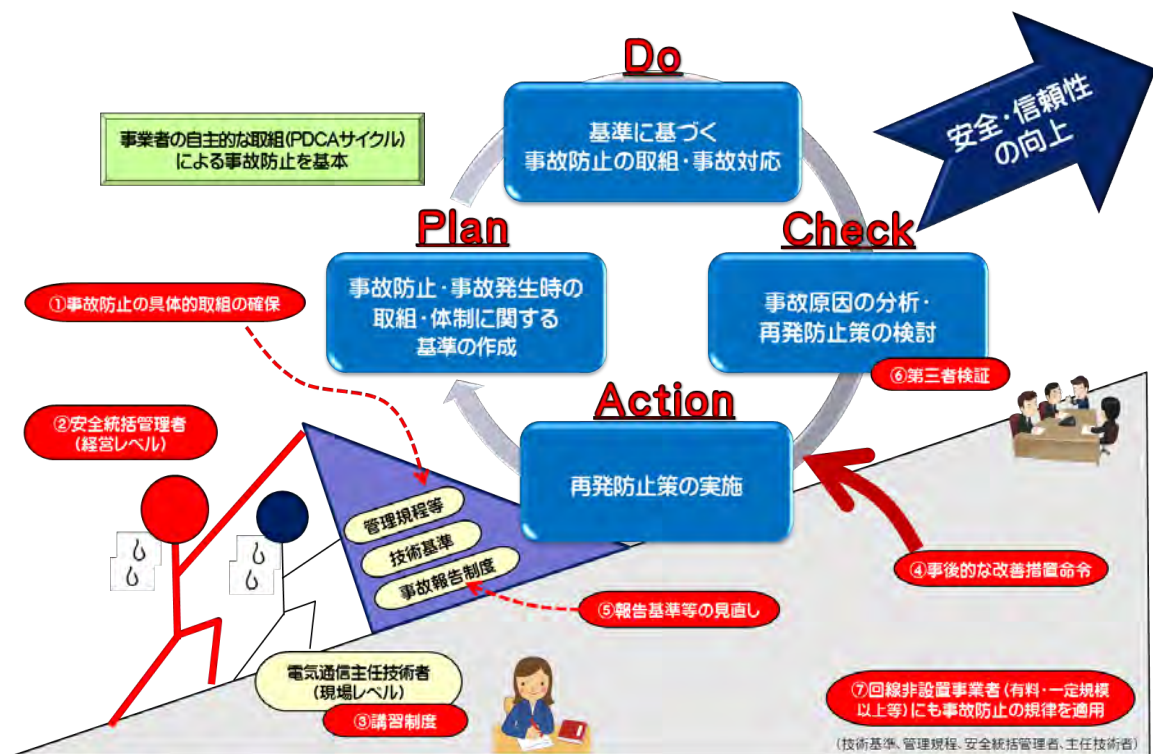 事業者の自主的な取組(PDCAサイクル)
による事故防止を基本
Do
基準に基づく
事故防止の取組・事故対応
安全・信頼性
の向上
Plan
事故防止・事故発生時の
取組・体制に関する
基準の作成
Check
事故原因の分析・
再発防止策の検討
⑥第三者検証
Action
再発防止策の実施
①事故防止の具体的取組の確保
②安全統括管理者
(経営レベル)
管理規程等
技術基準
事故報告制度
④事後的な改善措置命令
⑤報告基準等の見直し
電気通信主任技術者
(現場レベル)
③講習制度
⑦回線非設置事業者(有料・一定規模
以上等)にも事故防止の規律を適用
(技術基準、管理規程、安全統括管理者、主任技術者)